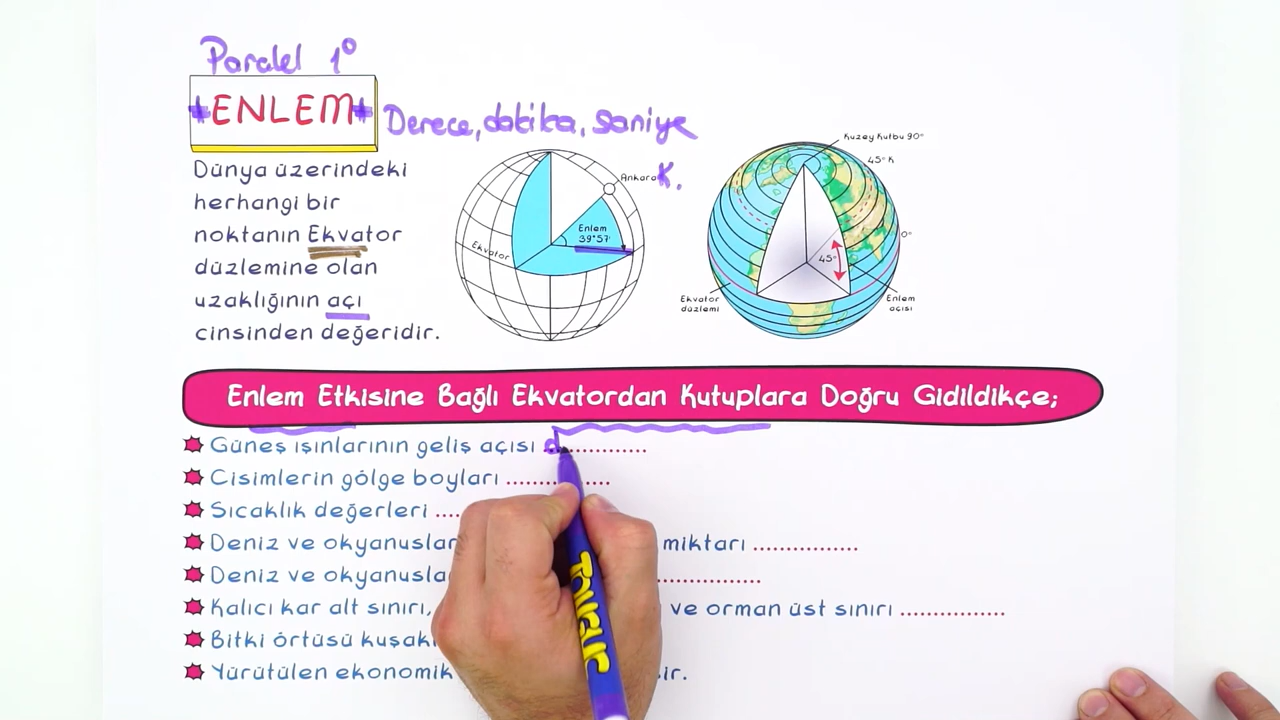 Paralel 1°
ENLEM
Derece, dakika, saniye
Dünya üzerindeki
herhangi bir
noktanın Ekvator
düzlemine olan
uzaklığının açı
cinsinden değeridir.
Ankara K.
Enlem
39°57'
Ekvator
Kuzey Kutbu 90°
45° K
0°
45°
Ekvator
düzlemi
Enlem
açısı
Enlem Etkisine Bağlı Ekvatordan Kutuplara Doğru Gidildikçe;
Güneş ışınlarının geliş açısı d..............
Cisimlerin gölge boyları ................
Sıcaklık değerleri ....
Deniz ve okyanuslar miktarı ................
Deniz ve okyanusla ................
Kalıcı kar alt sınırı, ve orman üst sınırı ................
Bitki örtüsü kuşakl
Yürütülen ekonomik ir.
Tombur